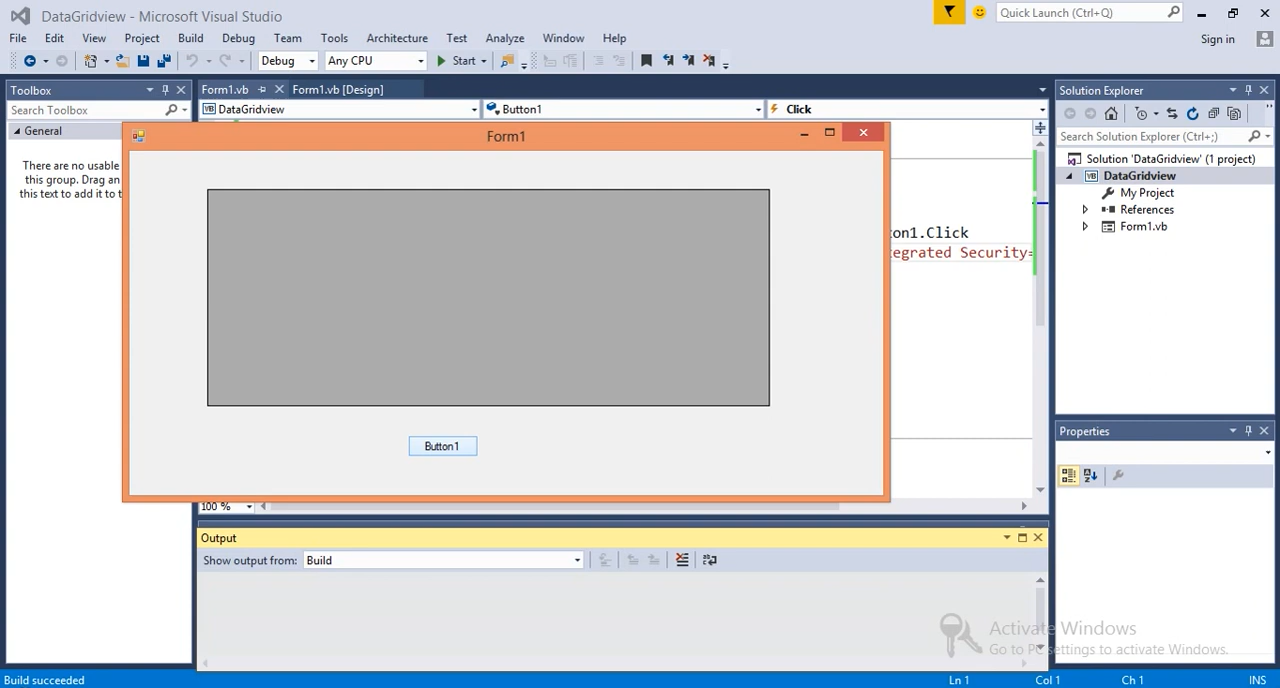 DataGridview - Microsoft Visual Studio
Quick Launch (Ctrl+Q)
File Edit View Project Build Debug Team Tools Architecture Test Analyze Window Help
Sign in
Debug Any CPU Start
Toolbox
Search Toolbox
General
There are no usable
this group. Drag an
this text to add it to t
Form1.vb Form1.vb [Design]
DataGridview Button1 Click
Form1
on1.Click
tegrated Security=
Button1
100 %
Output
Show output from: Build
Solution Explorer
Search Solution Explorer (Ctrl+;)
Solution 'DataGridview' (1 project)
VB DataGridview
My Project
References
Form1.vb
Properties
Activate Windows
Go to PC settings to activate Windows.
Build succeeded Ln 1 Col 1 Ch 1 INS